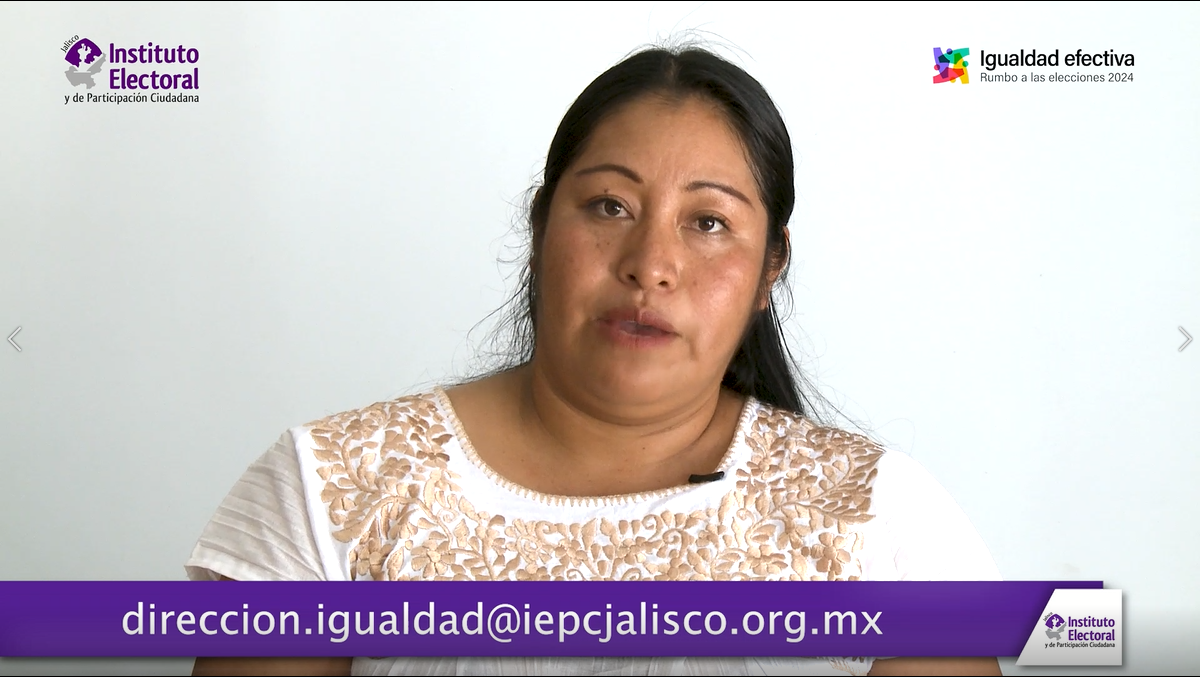 Jalisco
Instituto
Electoral
y de Participación Ciudadana
Igualdad efectiva
Rumbo a las elecciones 2024
direccion.igualdad@iepcjalisco.org.mx
Instituto
Electoral
y de Participación Ciudadana